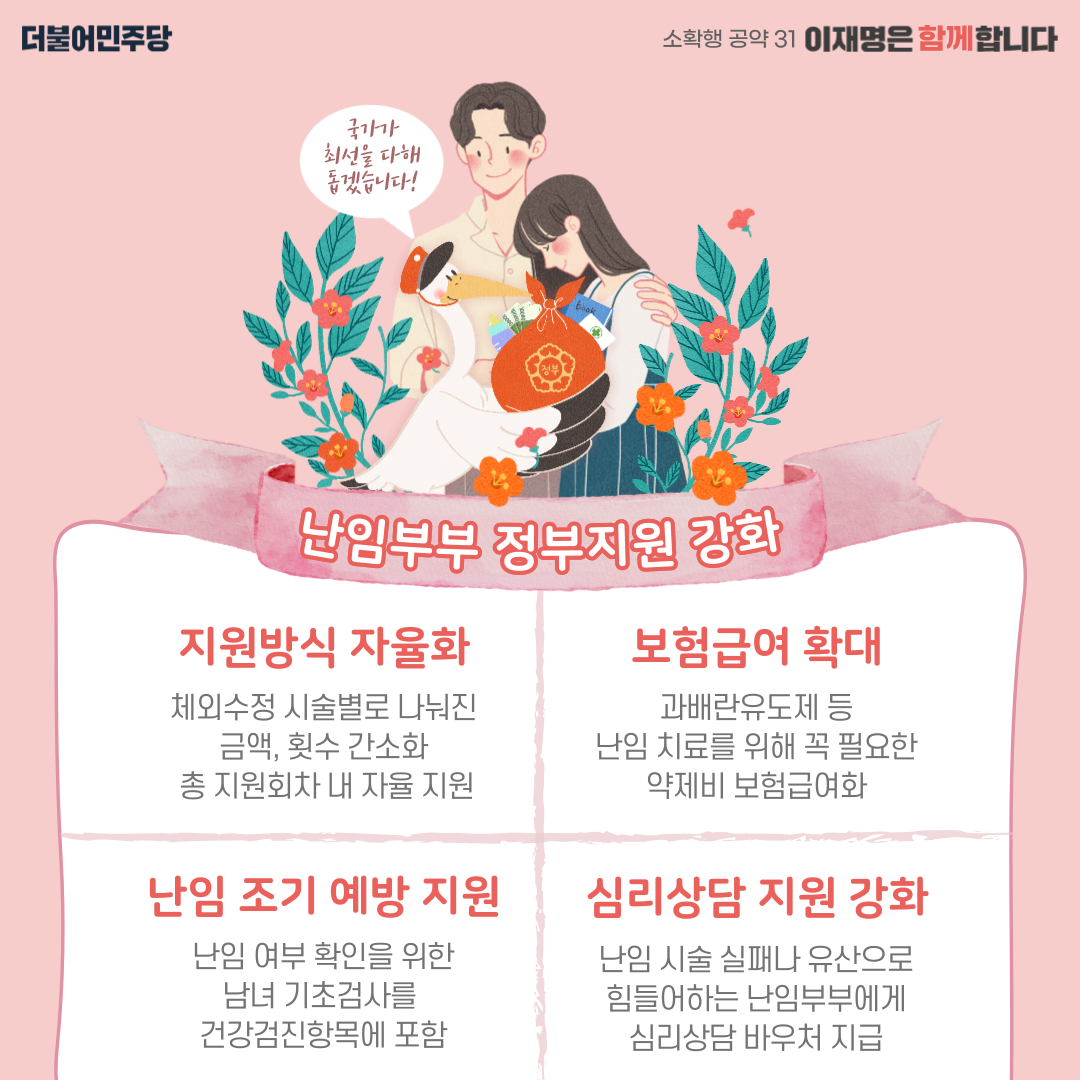 더불어민주당
소확행 공약 31 이재명은 함께합니다
국가가
최선을 다해
돕겠습니다!
Book
정부
난임부부 정부지원 강화
지원방식 자율화
체외수정 시술별로 나눠진
금액, 횟수 간소화
총 지원회차 내 자율 지원
보험급여 확대
과배란유도제 등
난임 치료를 위해 꼭 필요한
약제비 보험급여화
난임 조기 예방 지원
난임 여부 확인을 위한
남녀 기초검사를
건강검진항목에 포함
심리상담 지원 강화
난임 시술 실패나 유산으로
힘들어하는 난임부부에게
심리상담 바우처 지급